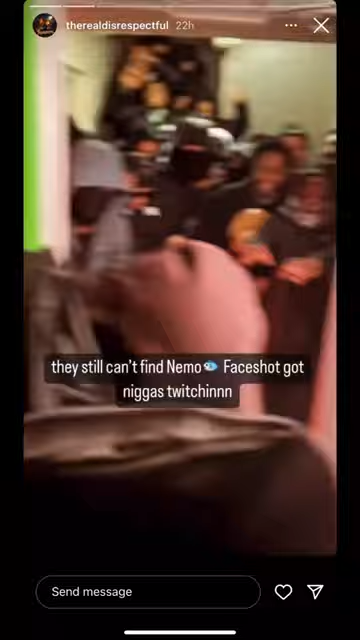 therealdisrespectful 22h
they still can't find Nemo👁️ Faceshot got
niggas twitchinnn
Send message